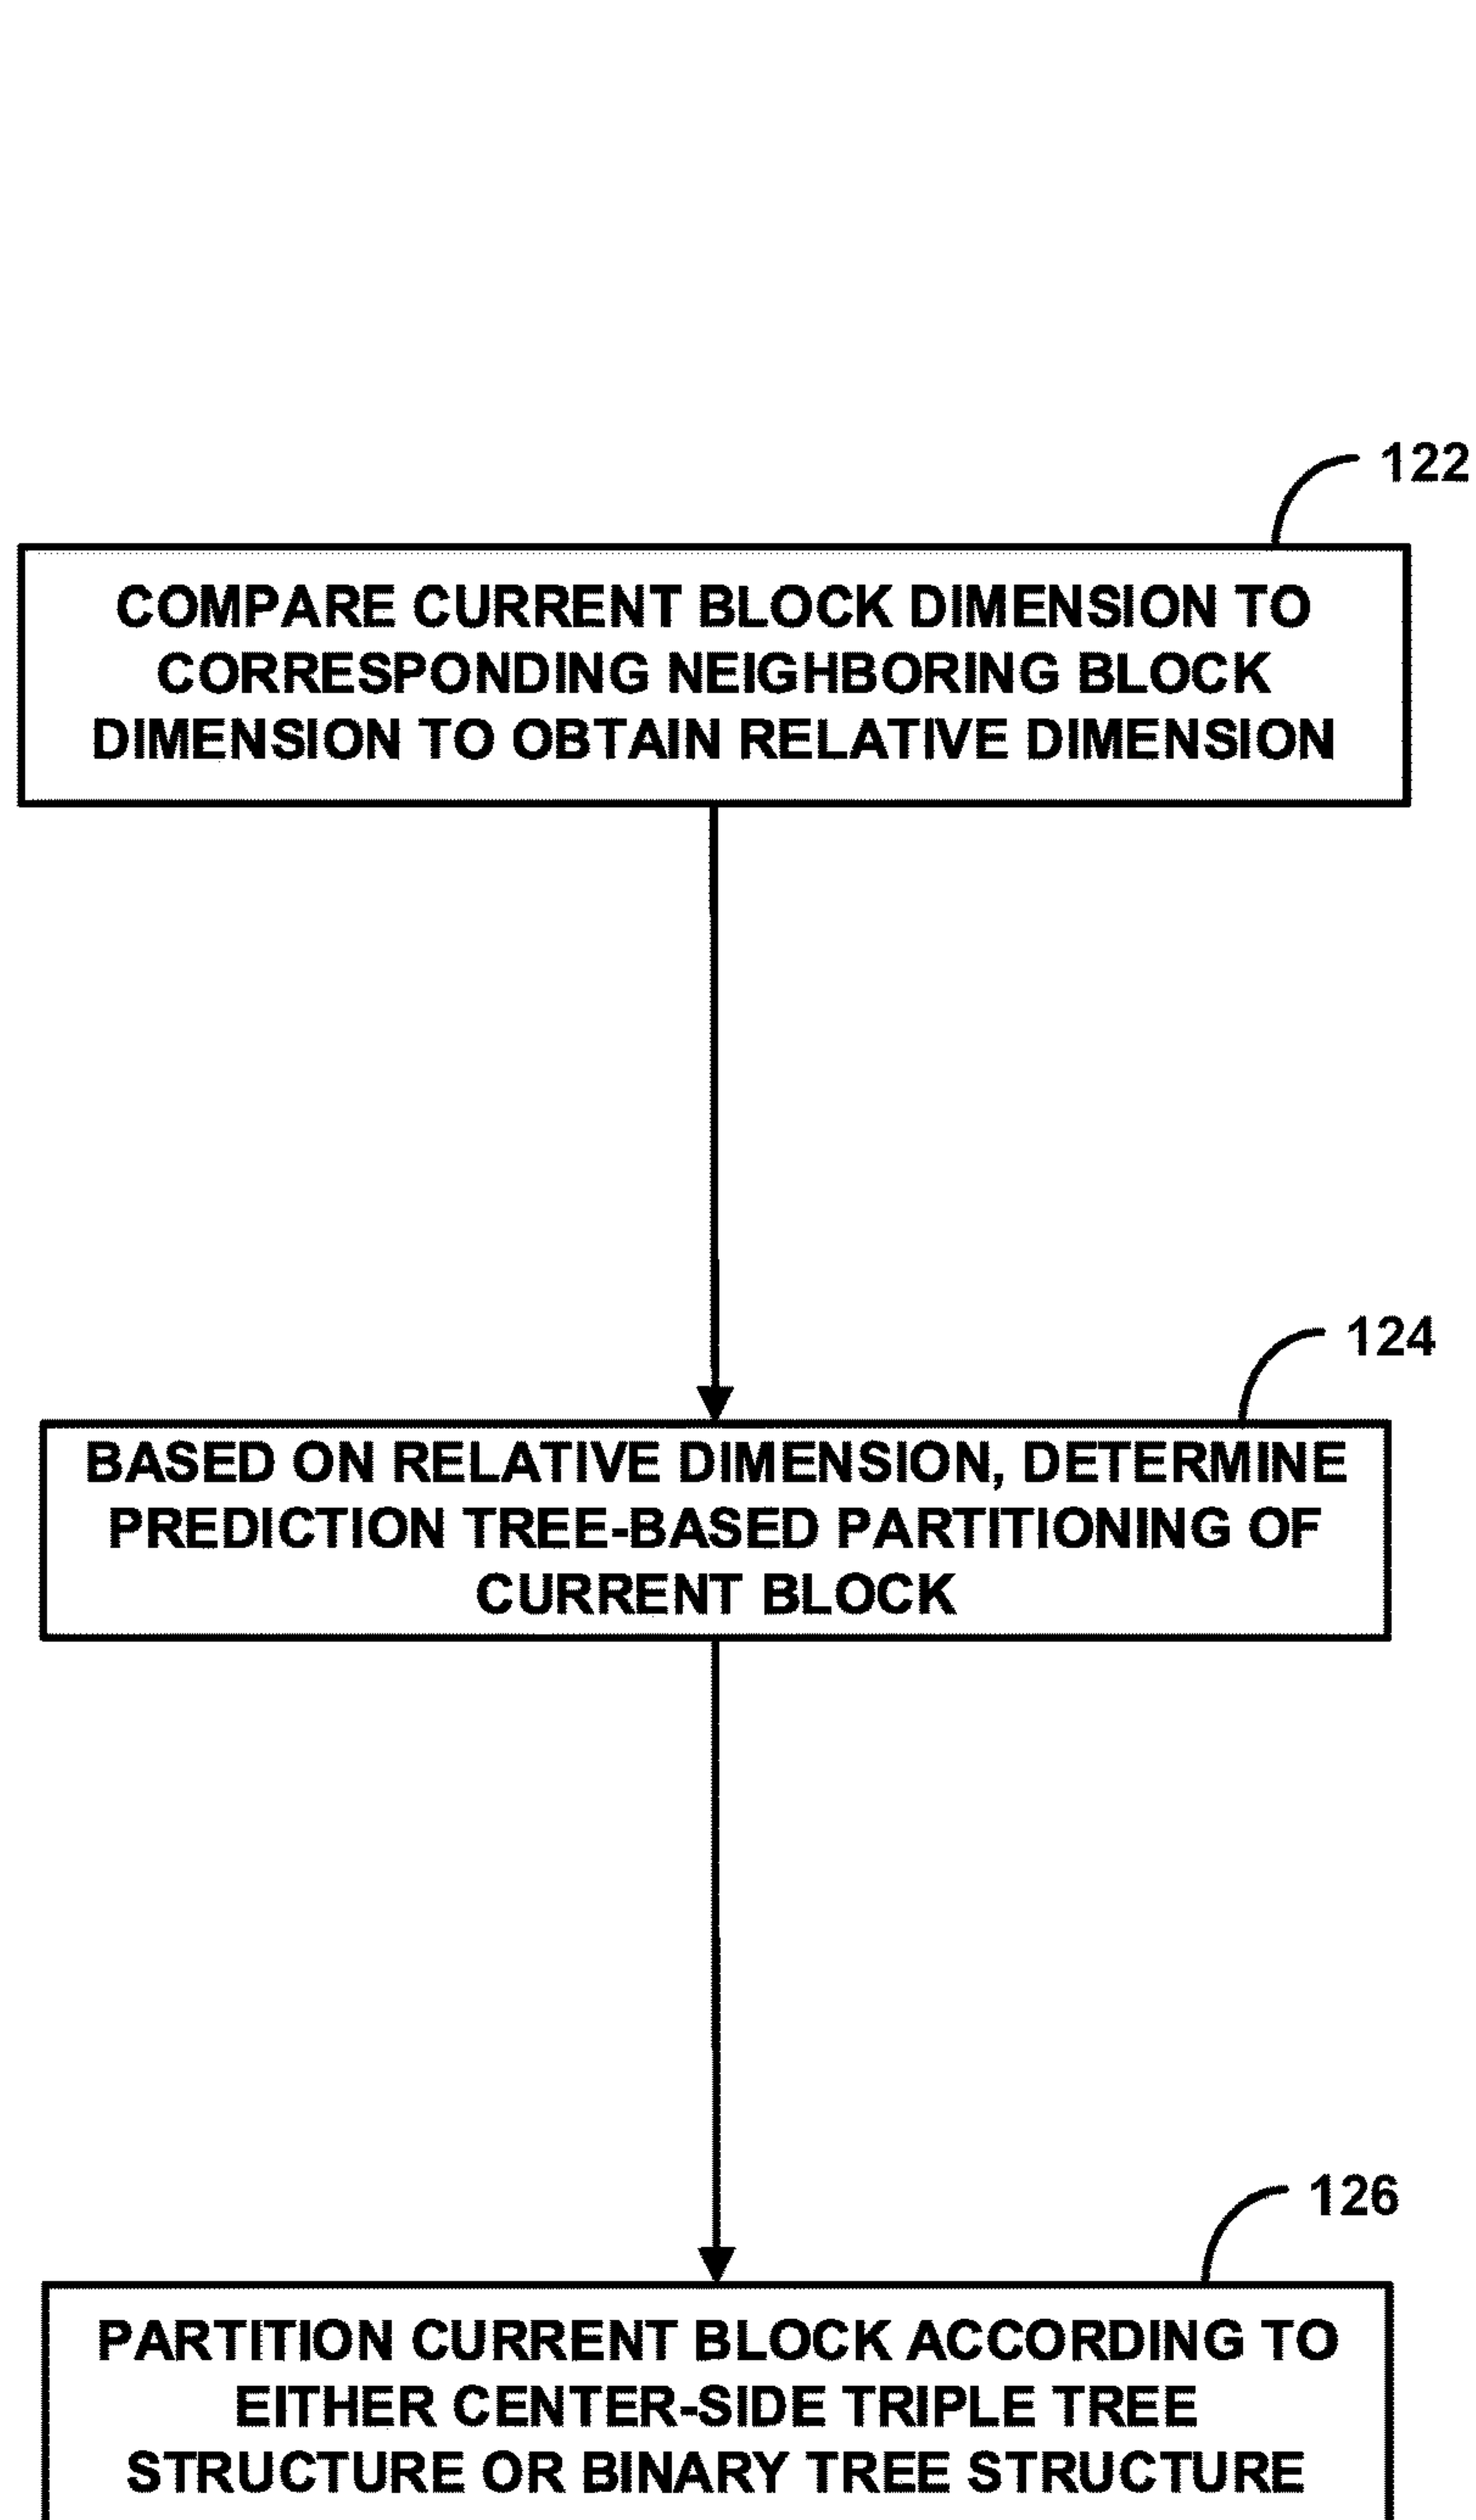 122
COMPARE CURRENT BLOCK DIMENSION TO
CORRESPONDING NEIGHBORING BLOCK
DIMENSION TO OBTAIN RELATIVE DIMENSION
124
BASED ON RELATIVE DIMENSION, DETERMINE
PREDICTION TREE-BASED PARTITIONING OF
CURRENT BLOCK
126
PARTITION CURRENT BLOCK ACCORDING TO
EITHER CENTER-SIDE TRIPLE TREE
STRUCTURE OR BINARY TREE STRUCTURE